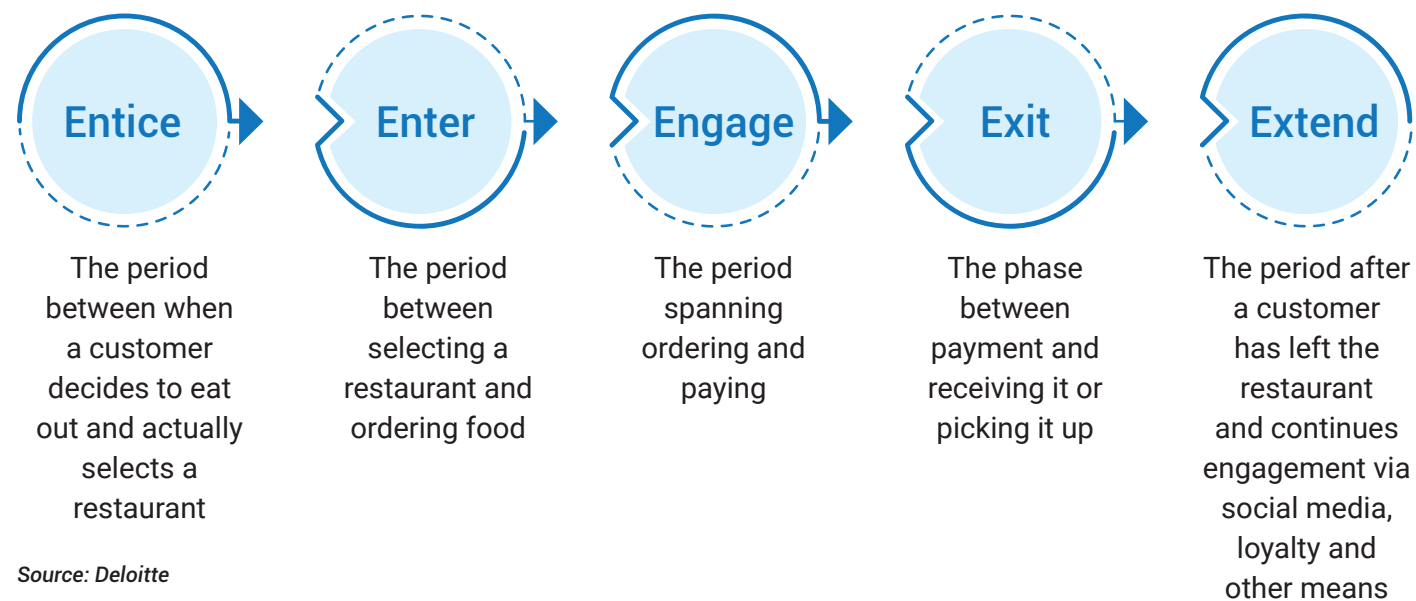 Entice
The period
between when
a customer
decides to eat
out and actually
selects a
restaurant
Enter
The period
between
selecting a
restaurant and
ordering food
Engage
The period
spanning
ordering and
paying
Exit
The phase
between
payment and
receiving it or
picking it up
Extend
The period after
a customer
has left the
restaurant
and continues
engagement via
social media,
loyalty and
other means
Source: Deloitte